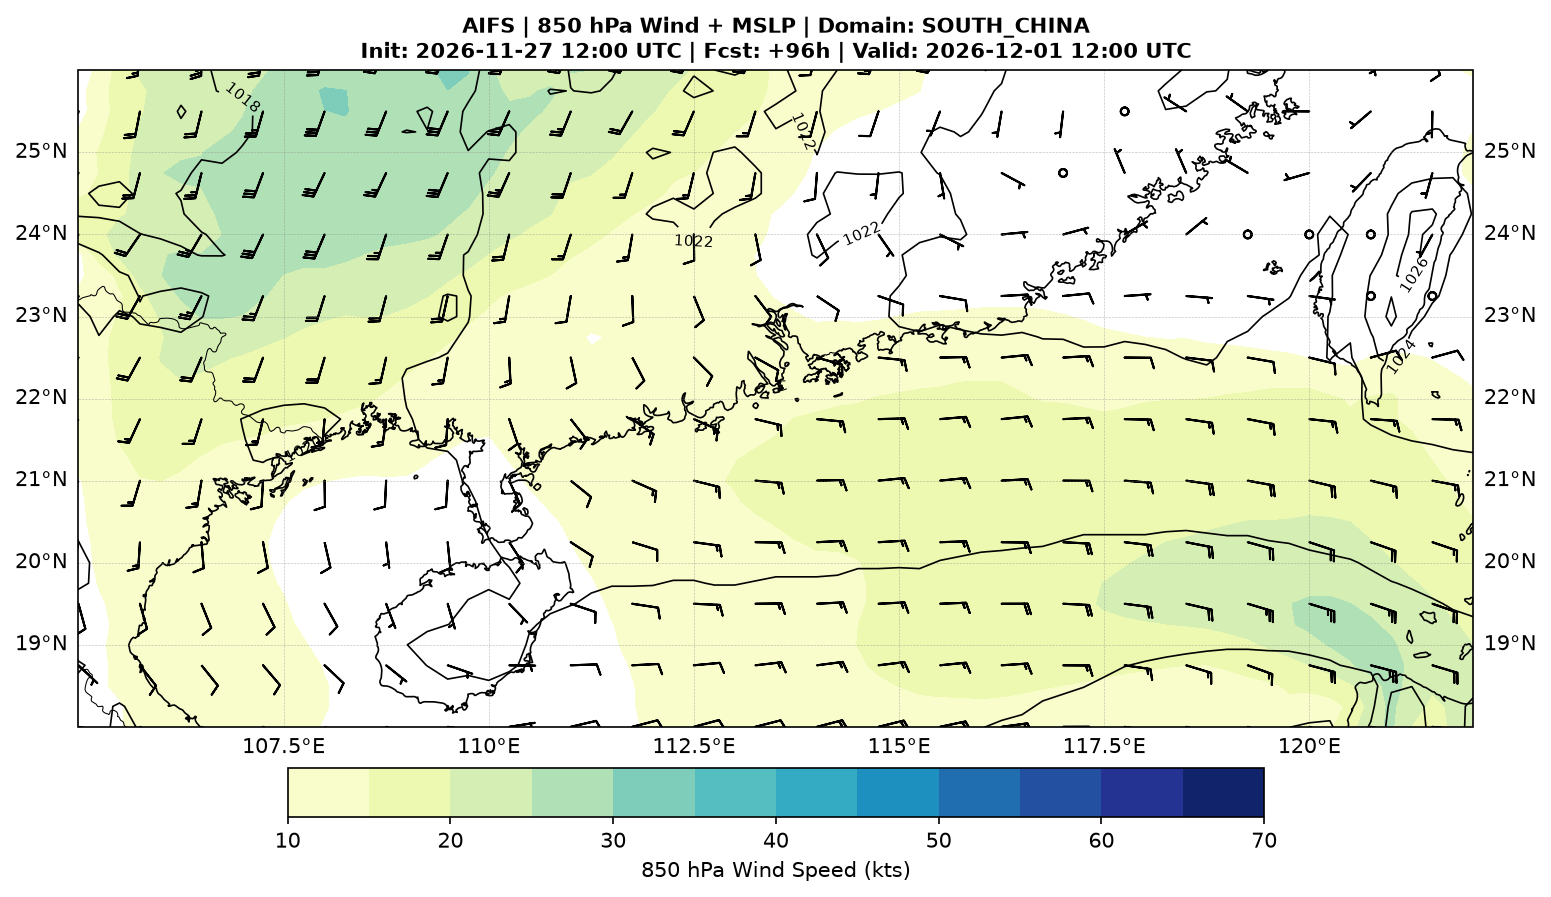 AIFS | 850 hPa Wind + MSLP | Domain: SOUTH_CHINA
Init: 2026-11-27 12:00 UTC | Fcst: +96h | Valid: 2026-12-01 12:00 UTC
1018
1022
25°N
25°N
24°N
1022
1022
24°N
1026
23°N
23°N
1024
22°N
22°N
21°N
21°N
20°N
20°N
19°N
19°N
107.5°E
110°E
112.5°E
115°E
117.5°E
120°E
10
20
30
40
50
60
70
850 hPa Wind Speed (kts)